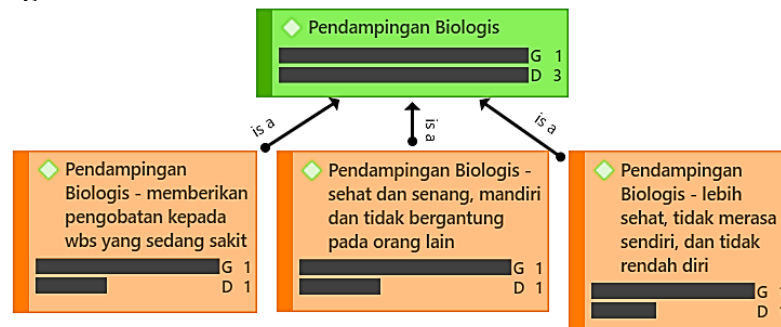 Pendampingan Biologis
G 1
D 3
is a
is a
is a
Pendampingan
Biologis - memberikan
pengobatan kepada
wbs yang sedang sakit
G 1
D 1
Pendampingan Biologis -
sehat dan senang, mandiri
dan tidak bergantung
pada orang lain
G 1
D 1
Pendampingan
Biologis - lebih
sehat, tidak merasa
sendiri, dan tidak
rendah diri
G
D